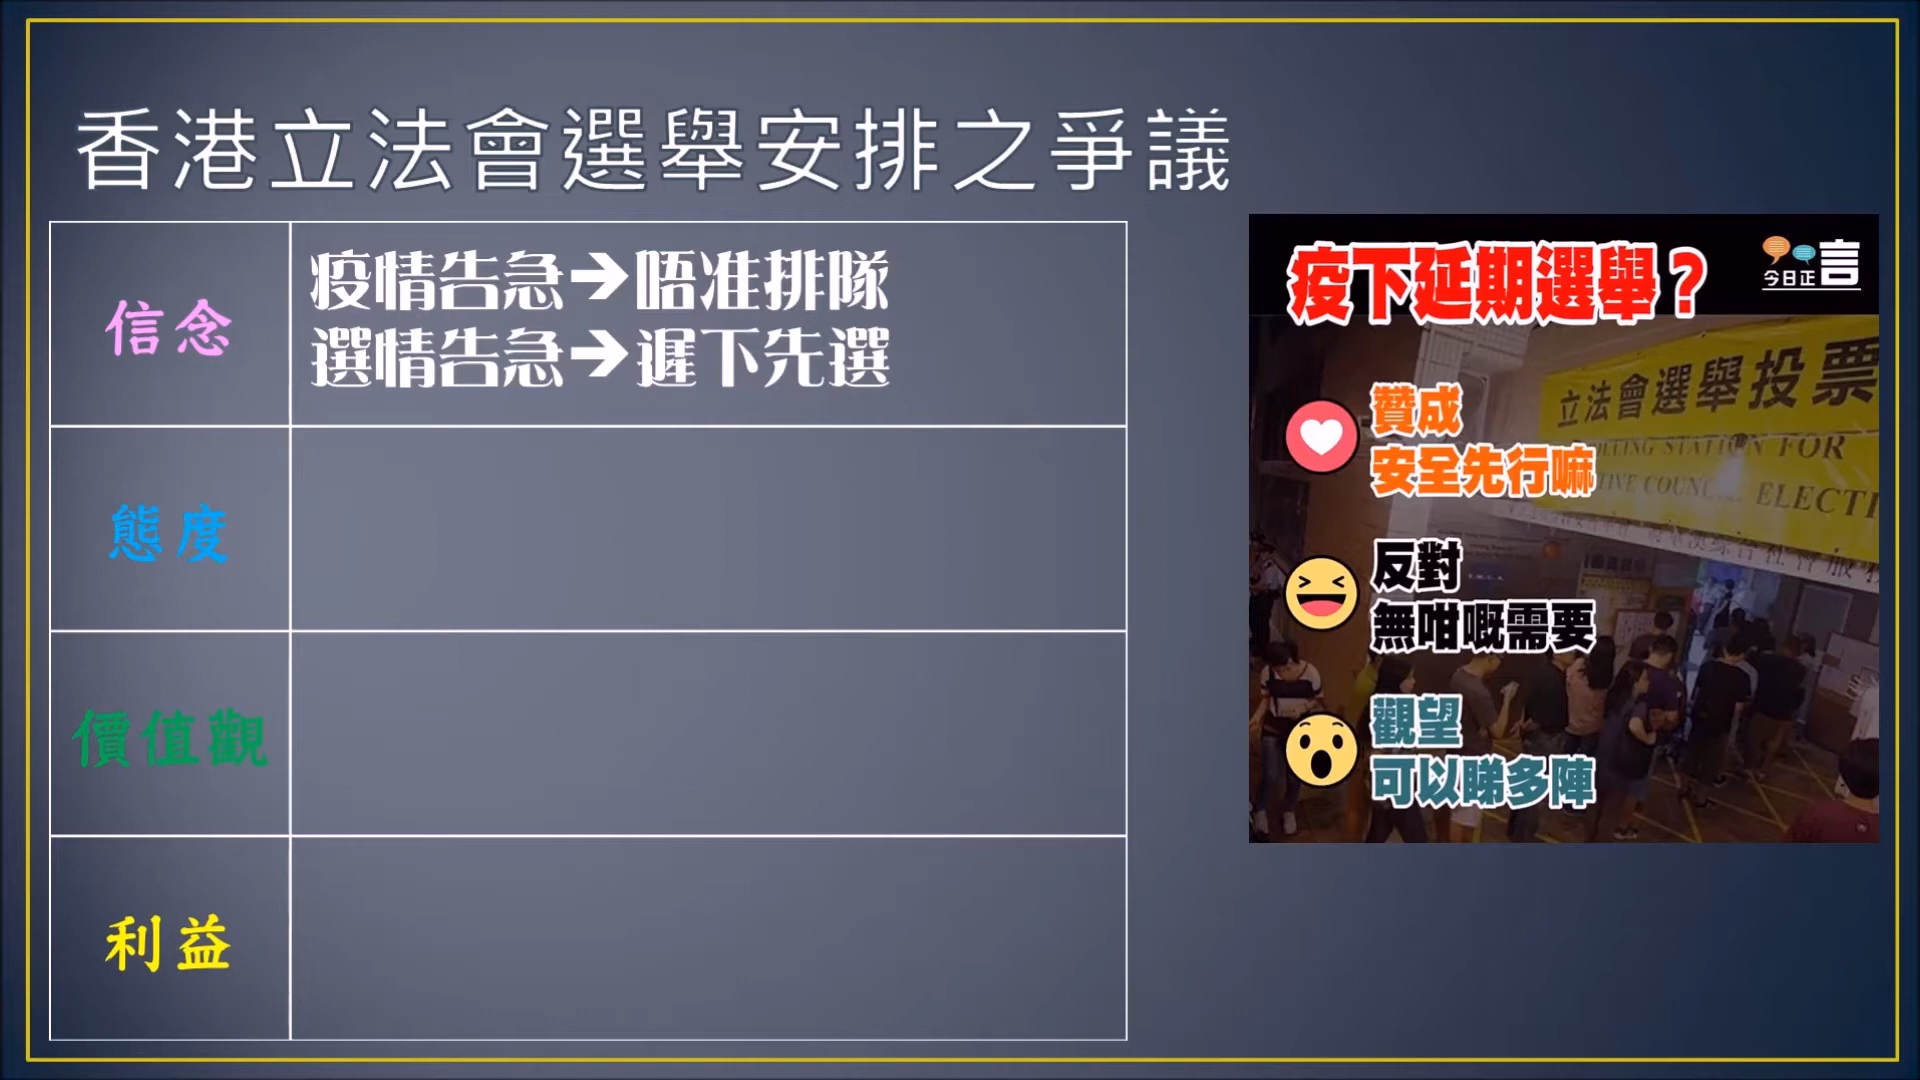 香港立法會選舉安排之爭議
信念
疫情告急→唔准排隊
選情告急→遲下先選
態度
價值觀
利益
疫下延期選舉？
今日正言
立法會選舉投票
STATION FOR
ELECTI
贊成
安全先行嘛
反對
無咁嘅需要
觀望
可以睇多陣